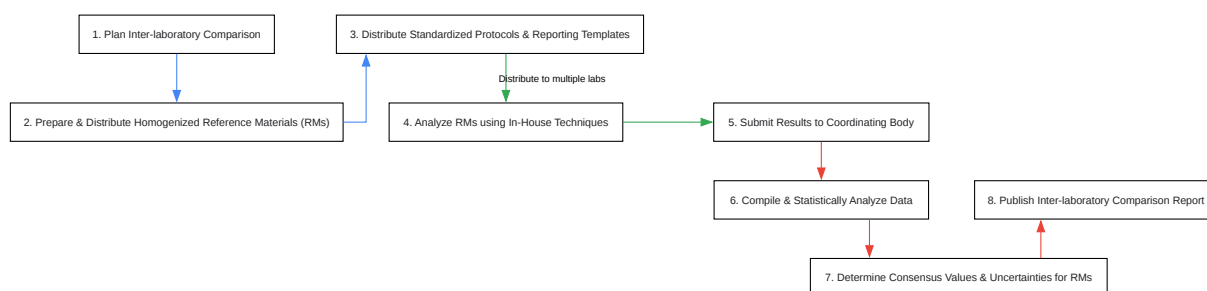 1. Plan Inter-laboratory Comparison
2. Prepare & Distribute Homogenized Reference Materials (RMs)
3. Distribute Standardized Protocols & Reporting Templates
Distribute to multiple labs
4. Analyze RMs using In-House Techniques
5. Submit Results to Coordinating Body
6. Compile & Statistically Analyze Data
7. Determine Consensus Values & Uncertainties for RMs
8. Publish Inter-laboratory Comparison Report